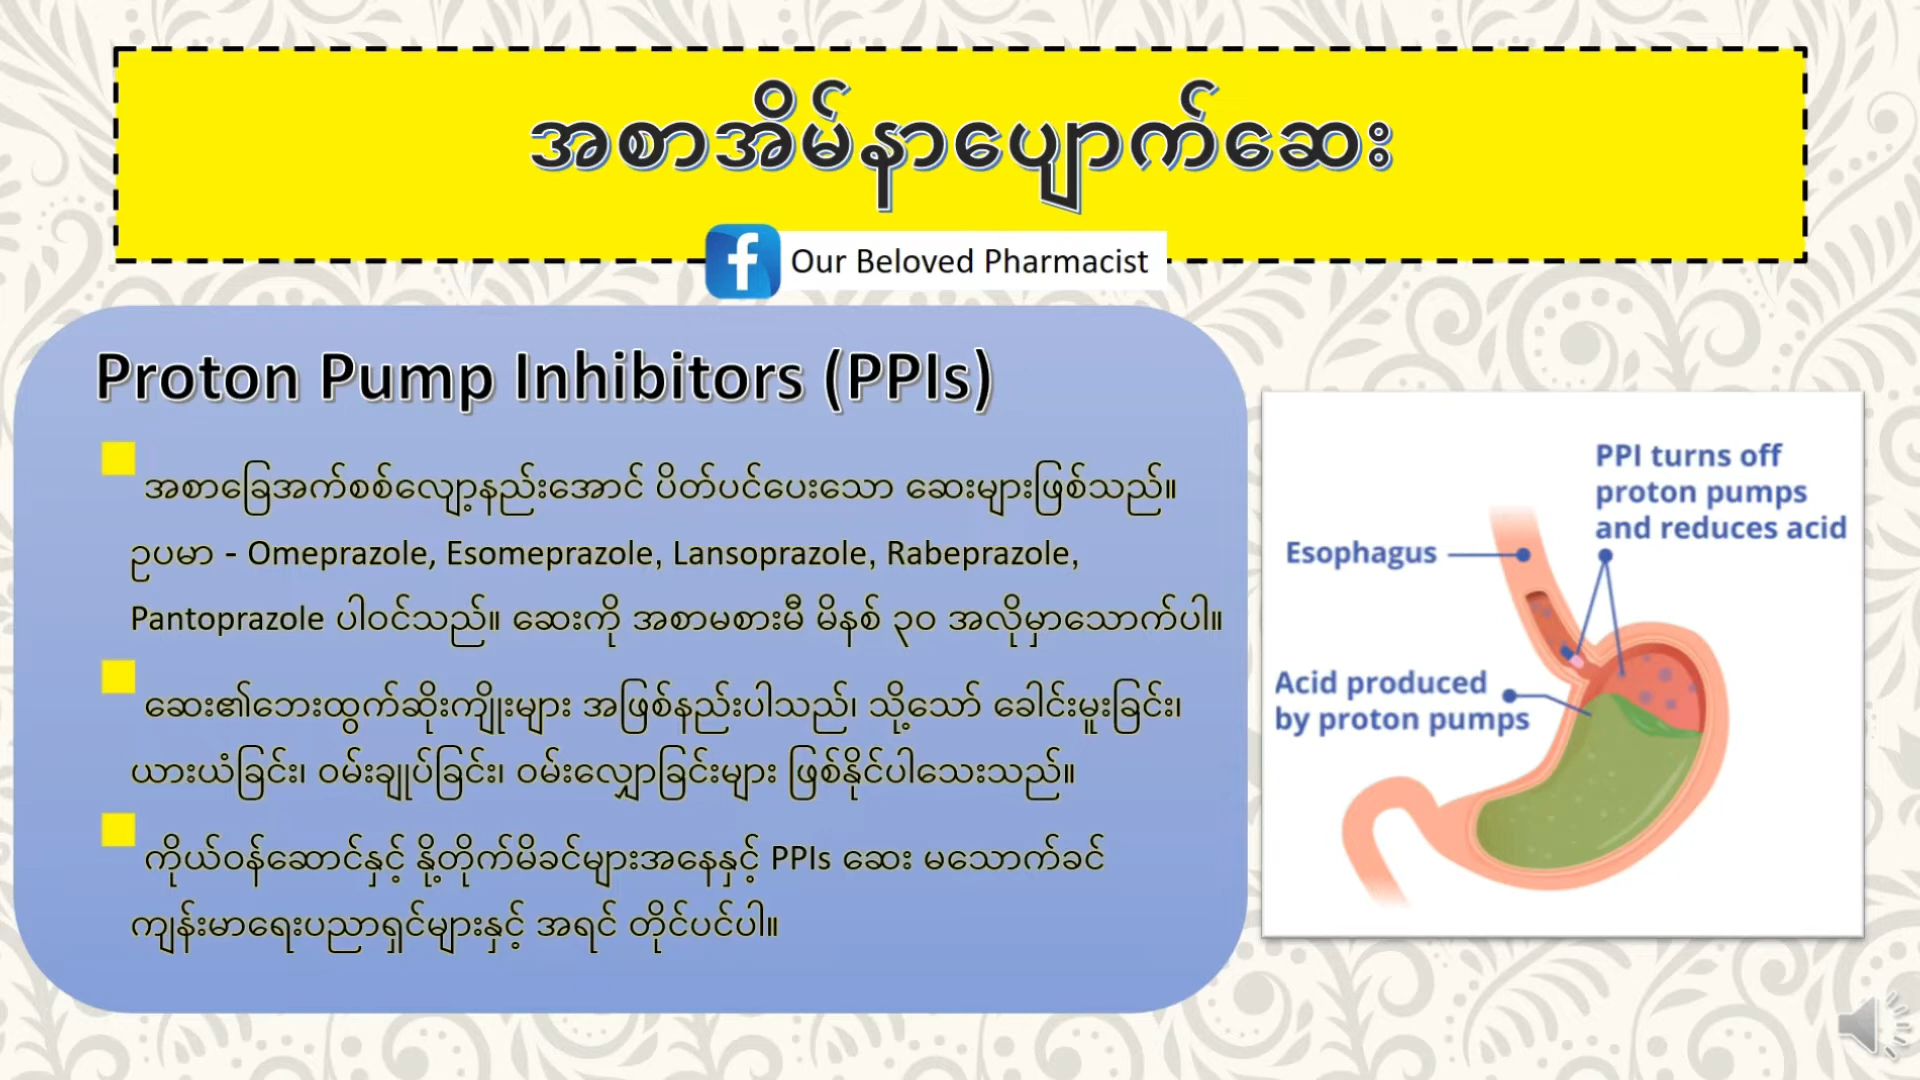 အစာအိမ်နာပျောက်ဆေး
Our Beloved Pharmacist
Proton Pump Inhibitors (PPIs)
အစာခြေအက်စစ်လျော့နည်းအောင် ပိတ်ပင်ပေးသော ဆေးများဖြစ်သည်။
ဥပမာ - Omeprazole, Esomeprazole, Lansoprazole, Rabeprazole,
Pantoprazole ပါဝင်သည်။ ဆေးကို အစာမစားမီ မိနစ် ၃၀ အလိုမှာသောက်ပါ။
ဆေး၏ဘေးထွက်ဆိုးကျိုးများ အဖြစ်နည်းပါသည်၊ သို့သော် ခေါင်းမူးခြင်း၊
ယားယံခြင်း၊ ဝမ်းချုပ်ခြင်း၊ ဝမ်းလျှောခြင်းများ ဖြစ်နိုင်ပါသေးသည်။
ကိုယ်ဝန်ဆောင်နှင့် နို့တိုက်မိခင်များအနေနှင့် PPIs ဆေး မသောက်ခင်
ကျန်းမာရေးပညာရှင်များနှင့် အရင် တိုင်ပင်ပါ။
PPI turns off
proton pumps
and reduces acid
Esophagus
Acid produced
by proton pumps